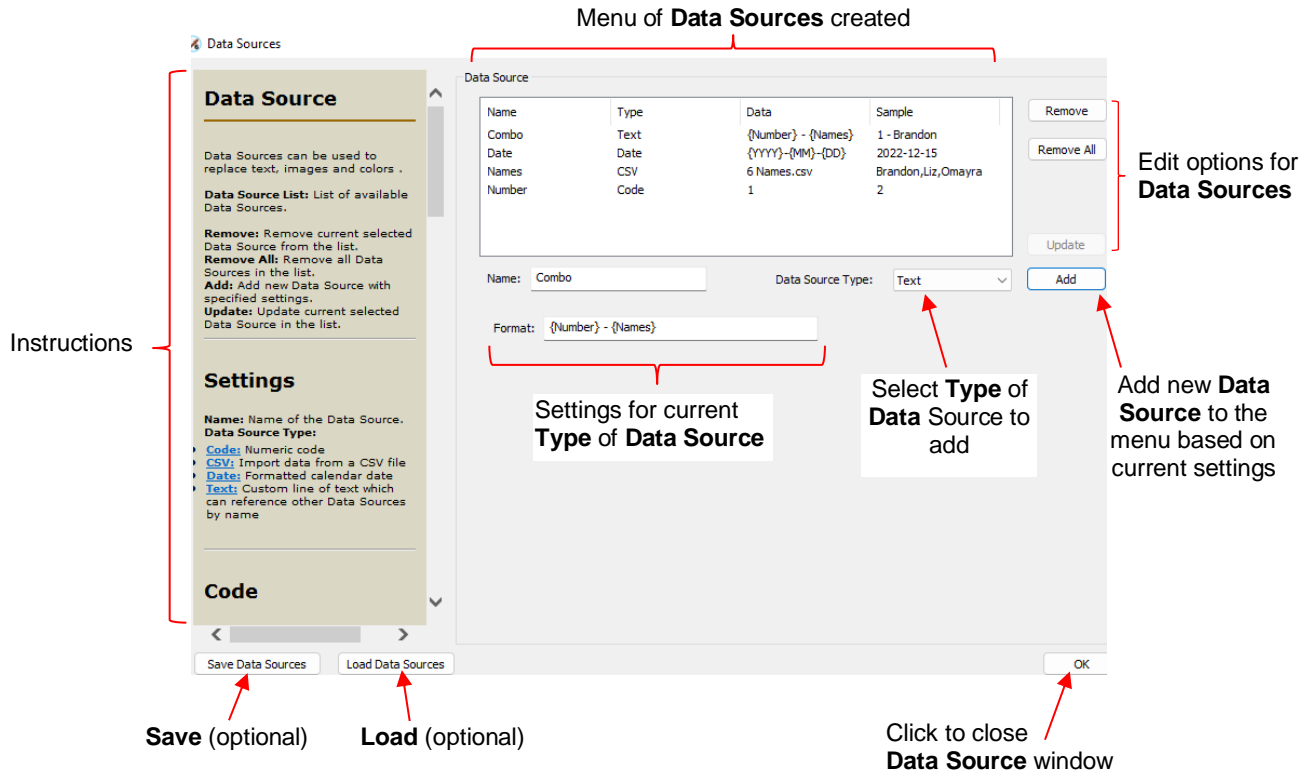 Menu of Data Sources created
Data Sources
Data Source
Data Sources can be used to
replace text, images and colors .
Data Source List: List of available
Data Sources.
Remove: Remove current selected
Data Source from the list.
Remove All: Remove all Data
Sources in the list.
Add: Add new Data Source with
specified settings.
Update: Update current selected
Data Source in the list.
Settings
Name: Name of the Data Source.
Data Source Type:
Code: Numeric code
CSV: Import data from a CSV file
Date: Formatted calendar date
Text: Custom line of text which
can reference other Data Sources
by name
Code
Instructions
Data Source
Name Type Data Sample
Combo Text {Number} - {Names} 1 - Brandon
Date Date {YYYY}-{MM}-{DD} 2022-12-15
Names CSV 6 Names.csv Brandon,Liz,Omayra
Number Code 1 2
Remove
Remove All
Update
Edit options for
Data Sources
Name: Combo Data Source Type: Text Add
Format: {Number} - {Names}
Settings for current
Type of Data Source
Select Type of
Data Source to
add
Add new Data
Source to the
menu based on
current settings
Save Data Sources Load Data Sources OK
Save (optional) Load (optional)
Click to close
Data Source window